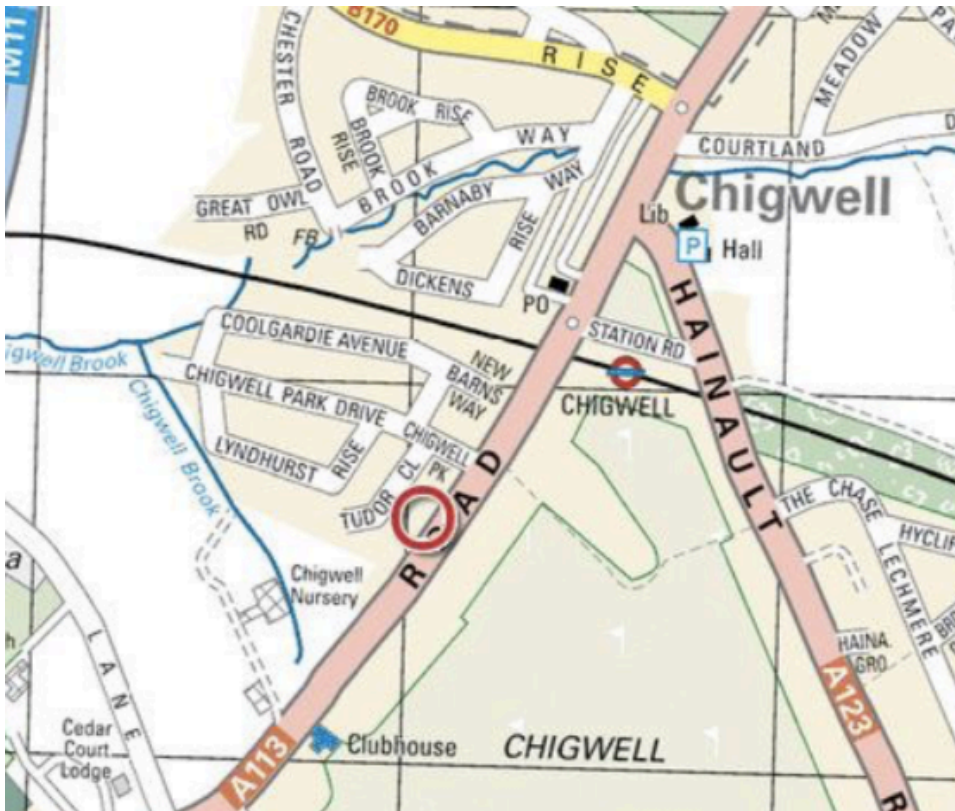 M11
B170
RISE
CHESTER ROAD
BROOK RISE
BROOK RISE
BROOK WAY
MEADOW
COURTLAND
D
GREAT OWL
RD
FB
BARNABY WAY
RISE
DICKENS
Chigwell
Lib
P
Hall
PO
HAINAULT
STATION RD
COOLGARDIE AVENUE
NEW
BARNS
WAY
CHIGWELL
igwell Brook
CHIGWELL PARK DRIVE
Chigwell Brook
CHIGWELL
PK
LYNDHURST
RISE
TUDOR CL
ROAD
THE CHASE
HYCLIF
LECHMERE
Chigwell
Nursery
a
LANE
HAINA.
GRO
BR
A123
R
Cedar
Court
Lodge
A113
Clubhouse
CHIGWELL